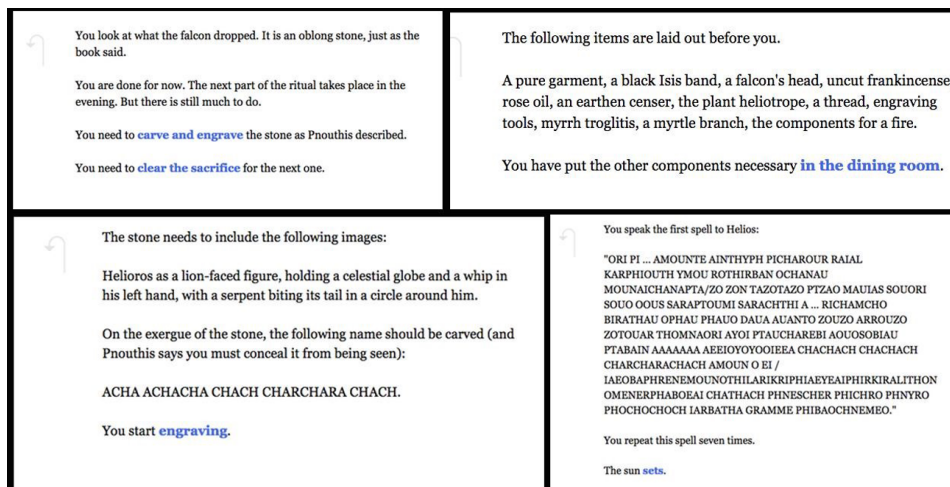 You look at what the falcon dropped. It is an oblong stone, just as the
book said.
You are done for now. The next part of the ritual takes place in the
evening. But there is still much to do.
You need to carve and engrave the stone as Pnouthis described.
You need to clear the sacrifice for the next one.
The following items are laid out before you.
A pure garment, a black Isis band, a falcon's head, uncut frankincense
rose oil, an earthen censer, the plant heliotrope, a thread, engraving
tools, myrrh troglitis, a myrtle branch, the components for a fire.
You have put the other components necessary in the dining room.
The stone needs to include the following images:
Helioros as a lion-faced figure, holding a celestial globe and a whip in
his left hand, with a serpent biting its tail in a circle around him.
On the exergue of the stone, the following name should be carved (and
Pnouthis says you must conceal it from being seen):
ACHA ACHACHA CHACH CHARCHARA CHACH.
You start engraving.
You speak the first spell to Helios:
"ORI PI ... AMOUNTE AINTHYPH PICHAROUR RAIAL
KARPHIOUTH YMOU ROTHIRBAN OCHANAU
MOUNAICHANAPTA/ZO ZON TAZOTAZO PTZAO MAUIAS SOUORI
SOUO OOUS SARAPTOUMI SARACHTHI A ... RICHAMCHO
BIRATHAU OPHAU PHAUO DAUA AUANTO ZOUZO ARROUZO
ZOTOUAR THOMNAORI AYOI PTAUCHAREBI AOUOSOBIAU
PTABAIN AAAAAAA AEEIOYOYOOIEEA CHACHACH CHACHACH
CHARCHARACHACH AMOUN O EI /
IAEOBAPHRENEMOUNOTHILARIKRIPHIAEYEAIPHIRKIRALITHON
OMENERPHABOEAI CHATHACH PHNESCHER PHICHRO PHNYRO
PHOCHOCHOCH IARBATHA GRAMME PHIBAOCHNEMEO."
You repeat this spell seven times.
The sun sets.